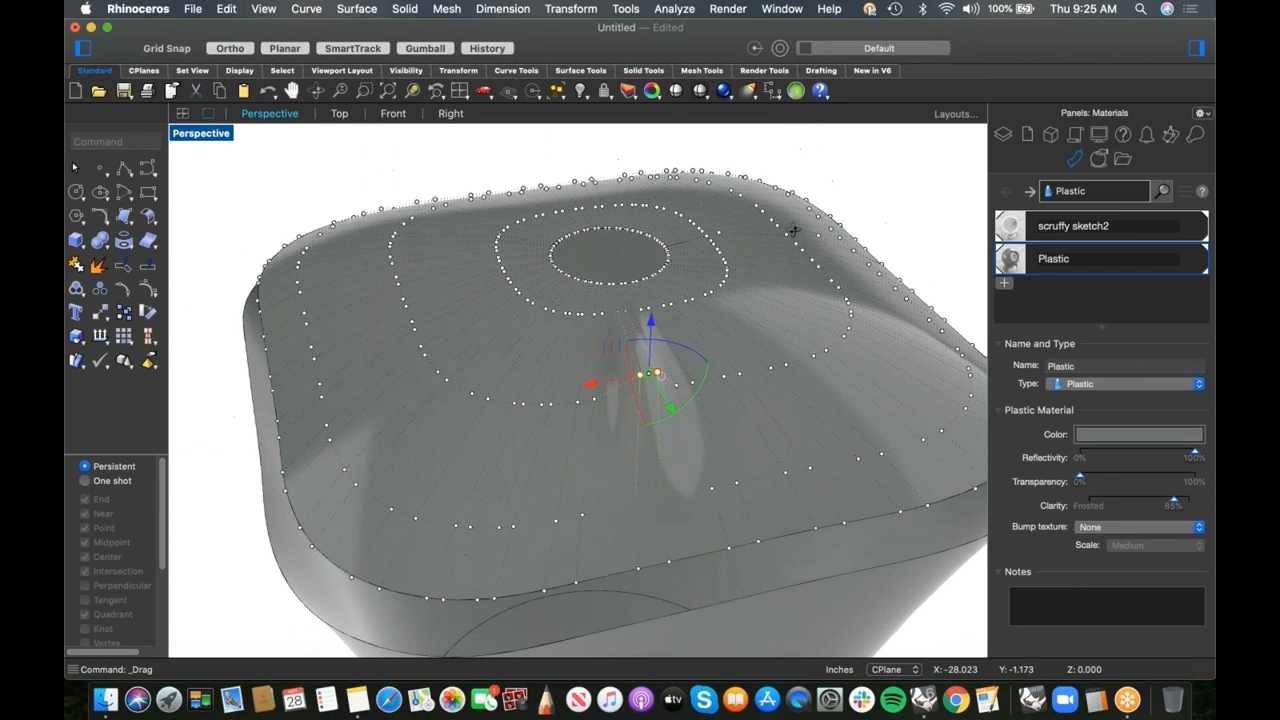 Rhinoceros File Edit View Curve Surface Solid Mesh Dimension Transform Tools Analyze Render Window Help 100% Thu 9:25 AM
Untitled — Edited
Grid Snap Ortho Planar SmartTrack Gumball History Default
Standard CPlanes Set View Display Select Viewport Layout Visibility Transform Curve Tools Surface Tools Solid Tools Mesh Tools Render Tools Drafting New in V6
Perspective Top Front Right Layouts... Panels: Materials
Perspective
Command
Plastic
scruffy sketch2
Plastic
Name and Type
Name: Plastic
Type: Plastic
Plastic Material
Color:
Reflectivity: 0% 100%
Transparency: 0% 100%
Clarity: Frosted 85%
Bump texture: None
Scale: Medium
Notes
Persistent
One shot
End
Near
Point
Midpoint
Center
Intersection
Perpendicular
Tangent
Quadrant
Knot
Vertex
Command: _Drag Inches CPlane X: -28.023 Y: -1.173 Z: 0.000